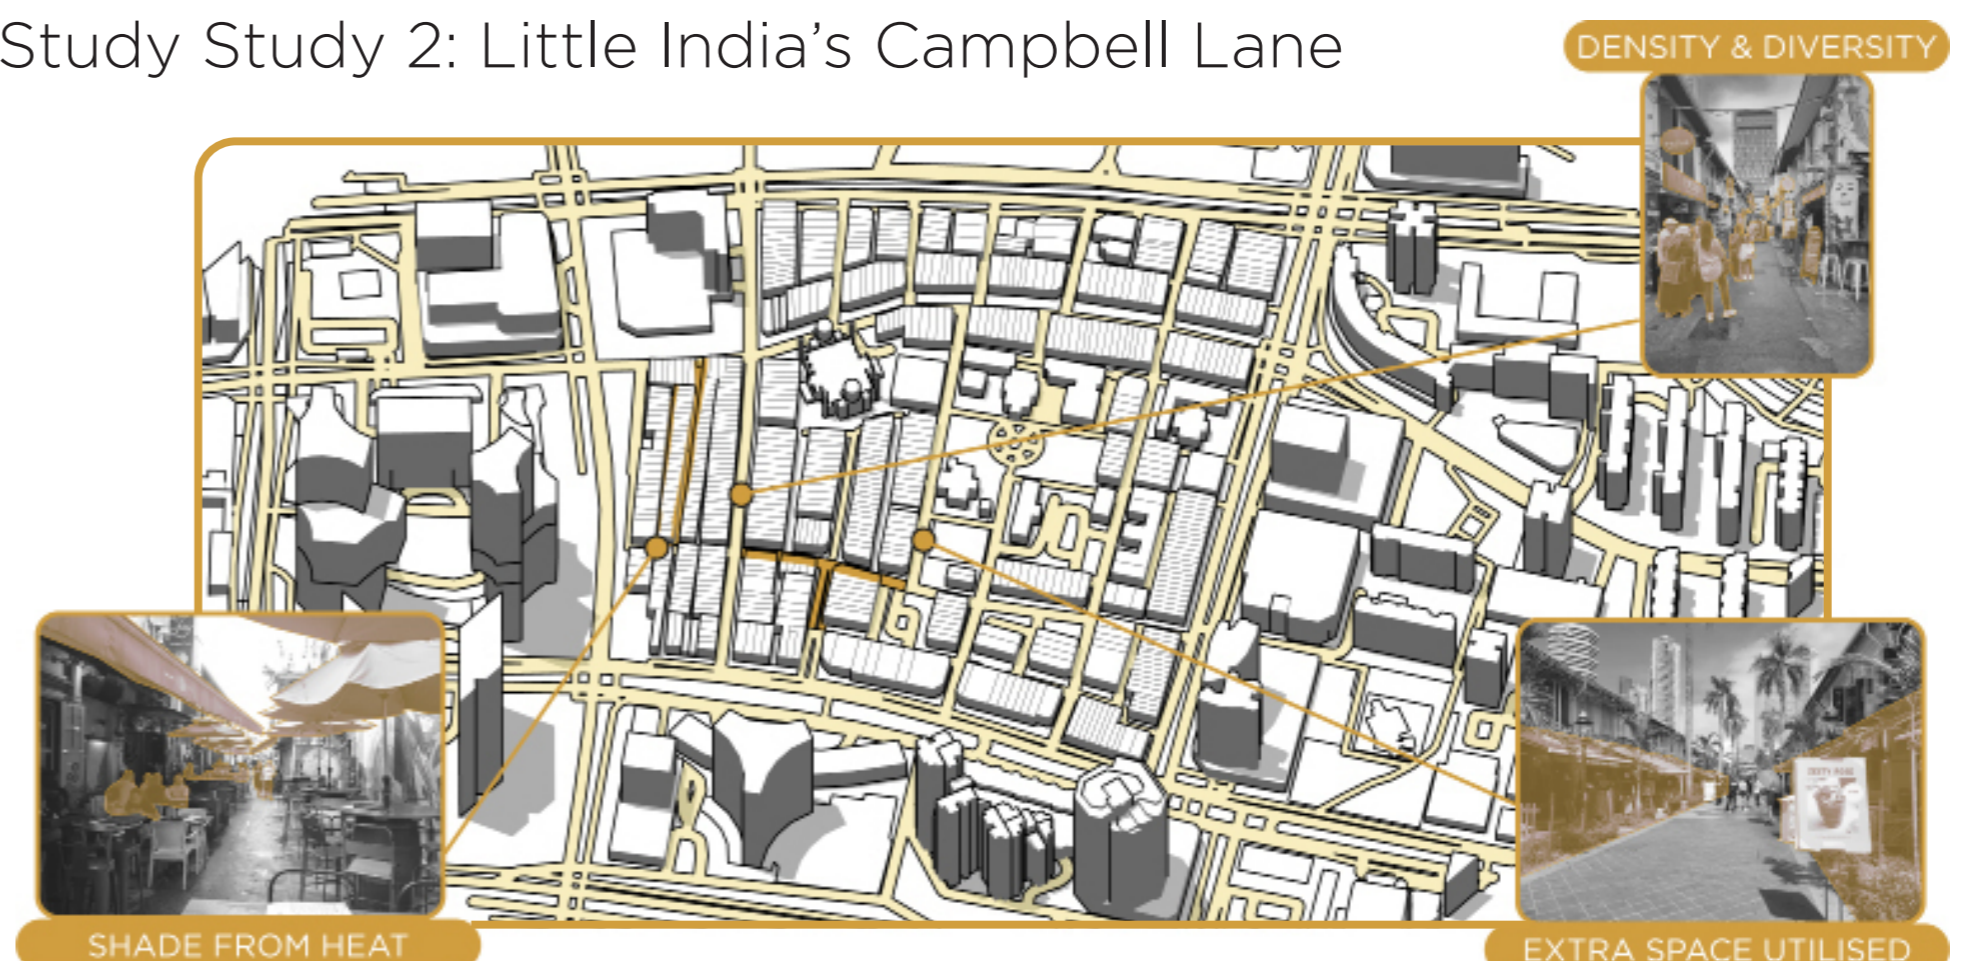 Study Study 2: Little India’s Campbell Lane
DENSITY & DIVERSITY
SHADE FROM HEAT
EXTRA SPACE UTILISED